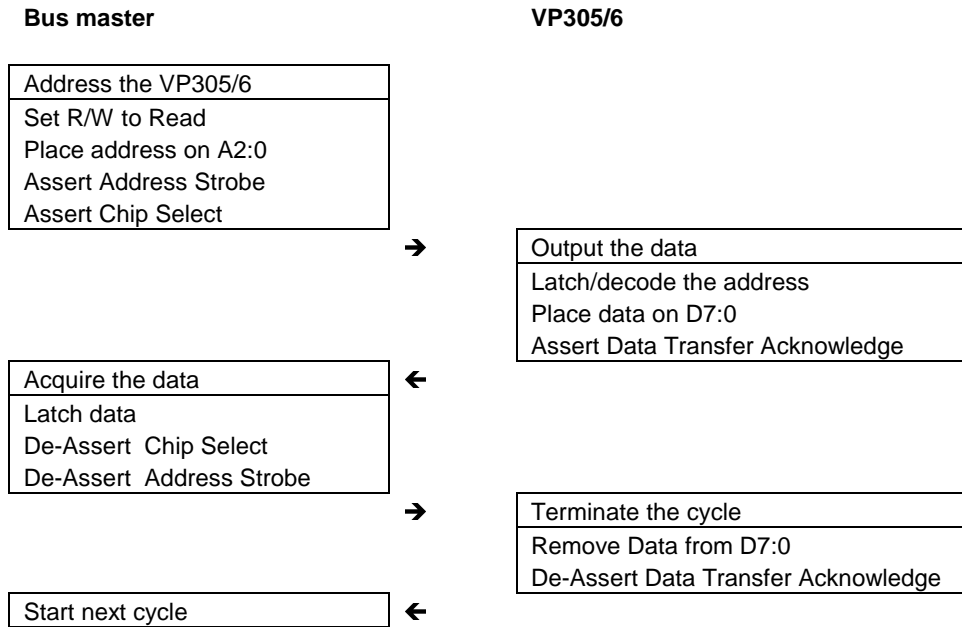 Bus master VP305/6
Address the VP305/6
Set R/W to Read
Place address on A2:0
Assert Address Strobe
Assert Chip Select
➔ Output the data
Latch/decode the address
Place data on D7:0
Assert Data Transfer Acknowledge
Acquire the data 🡸
Latch data
De-Assert Chip Select
De-Assert Address Strobe
➔ Terminate the cycle
Remove Data from D7:0
De-Assert Data Transfer Acknowledge
Start next cycle 🡸